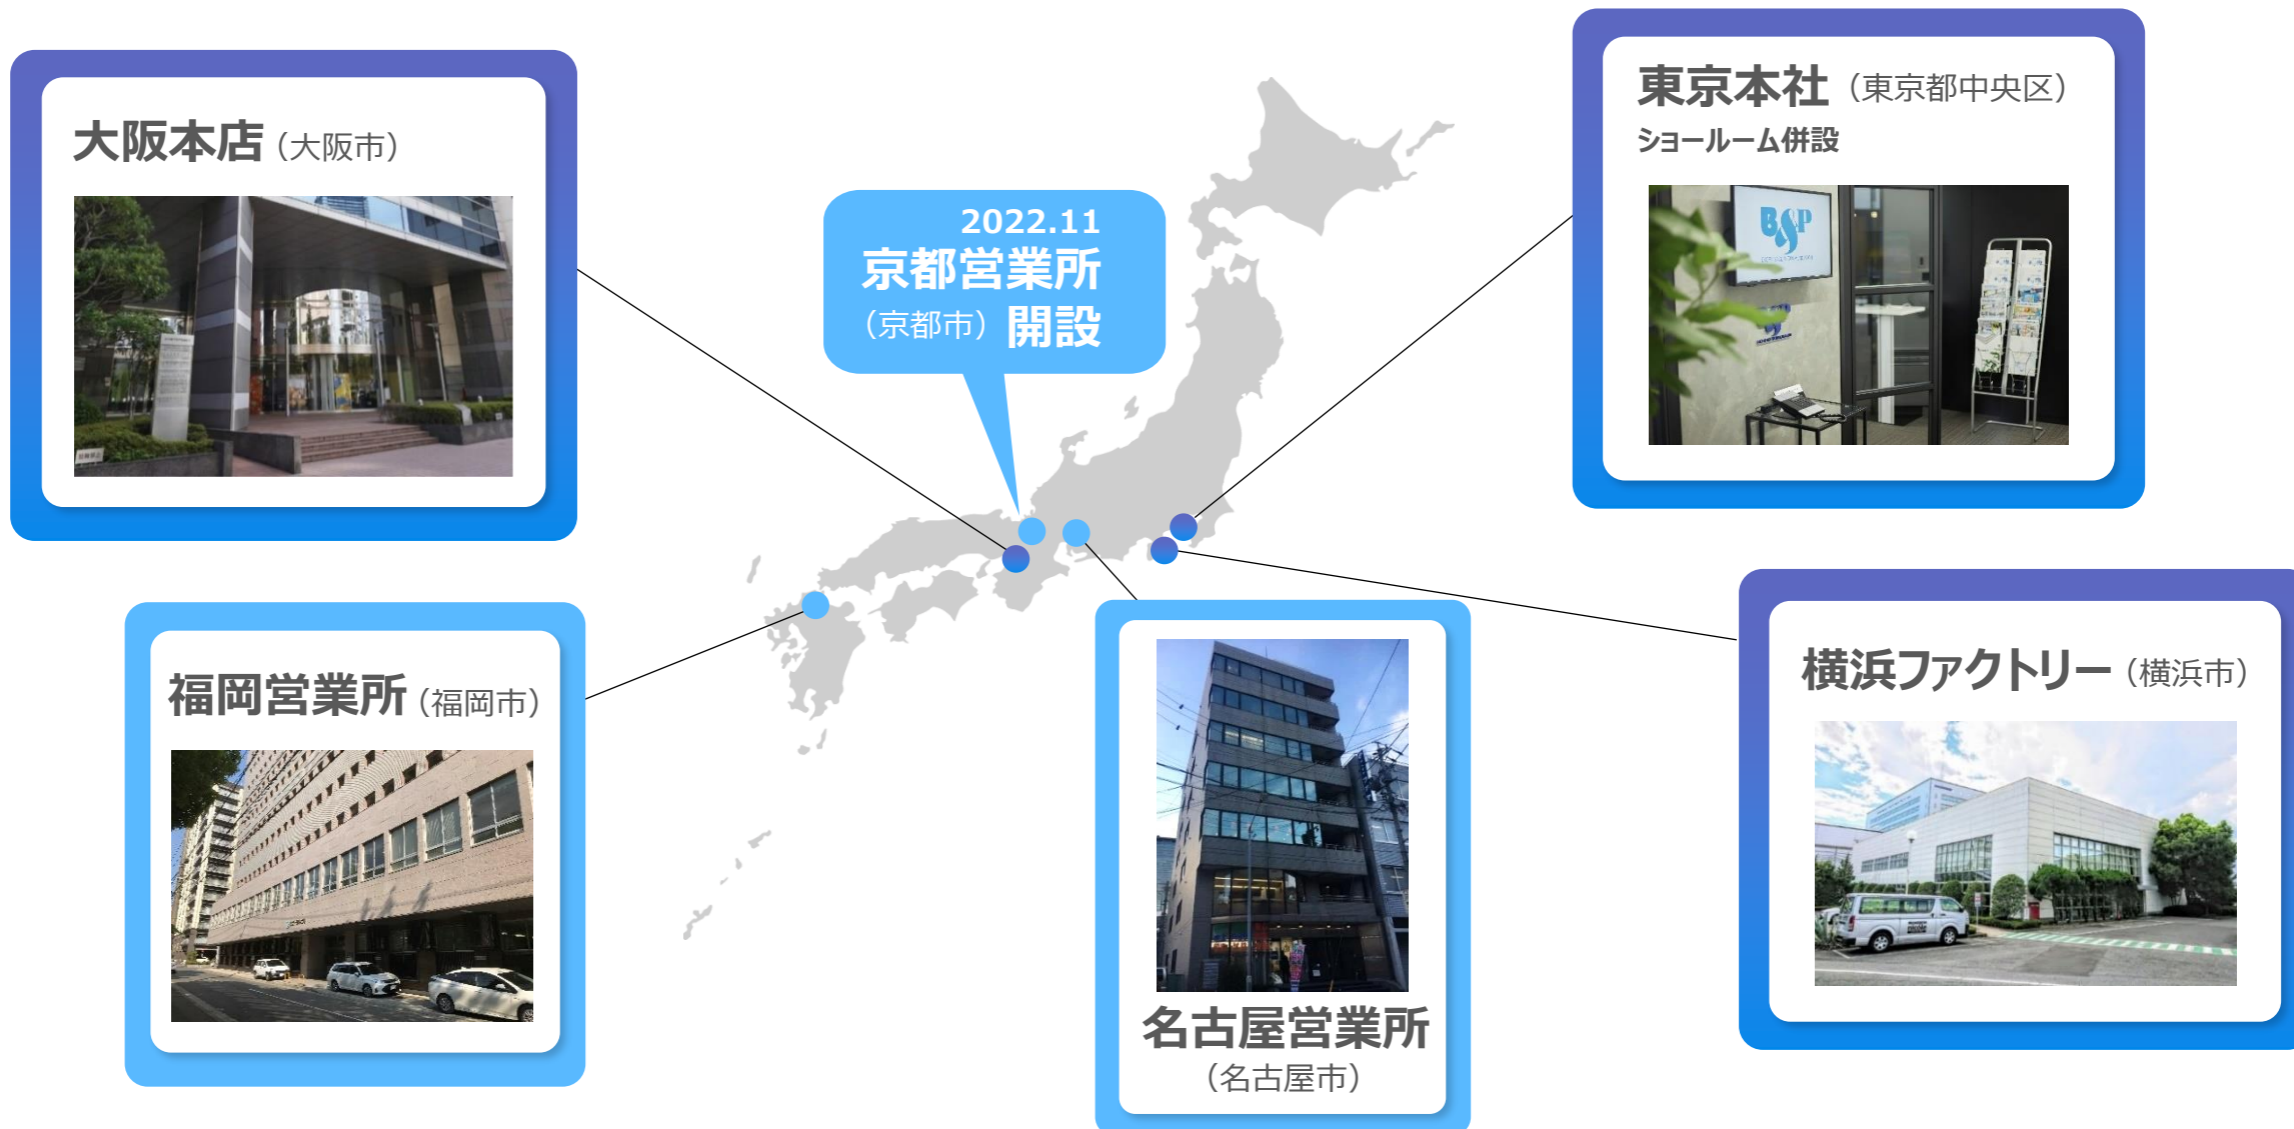 大阪本店（大阪市）
2022.11
京都営業所
（京都市）開設
東京本社（東京都中央区）
ショールーム併設
B&P
福岡営業所（福岡市）
名古屋営業所
（名古屋市）
横浜ファクトリー（横浜市）